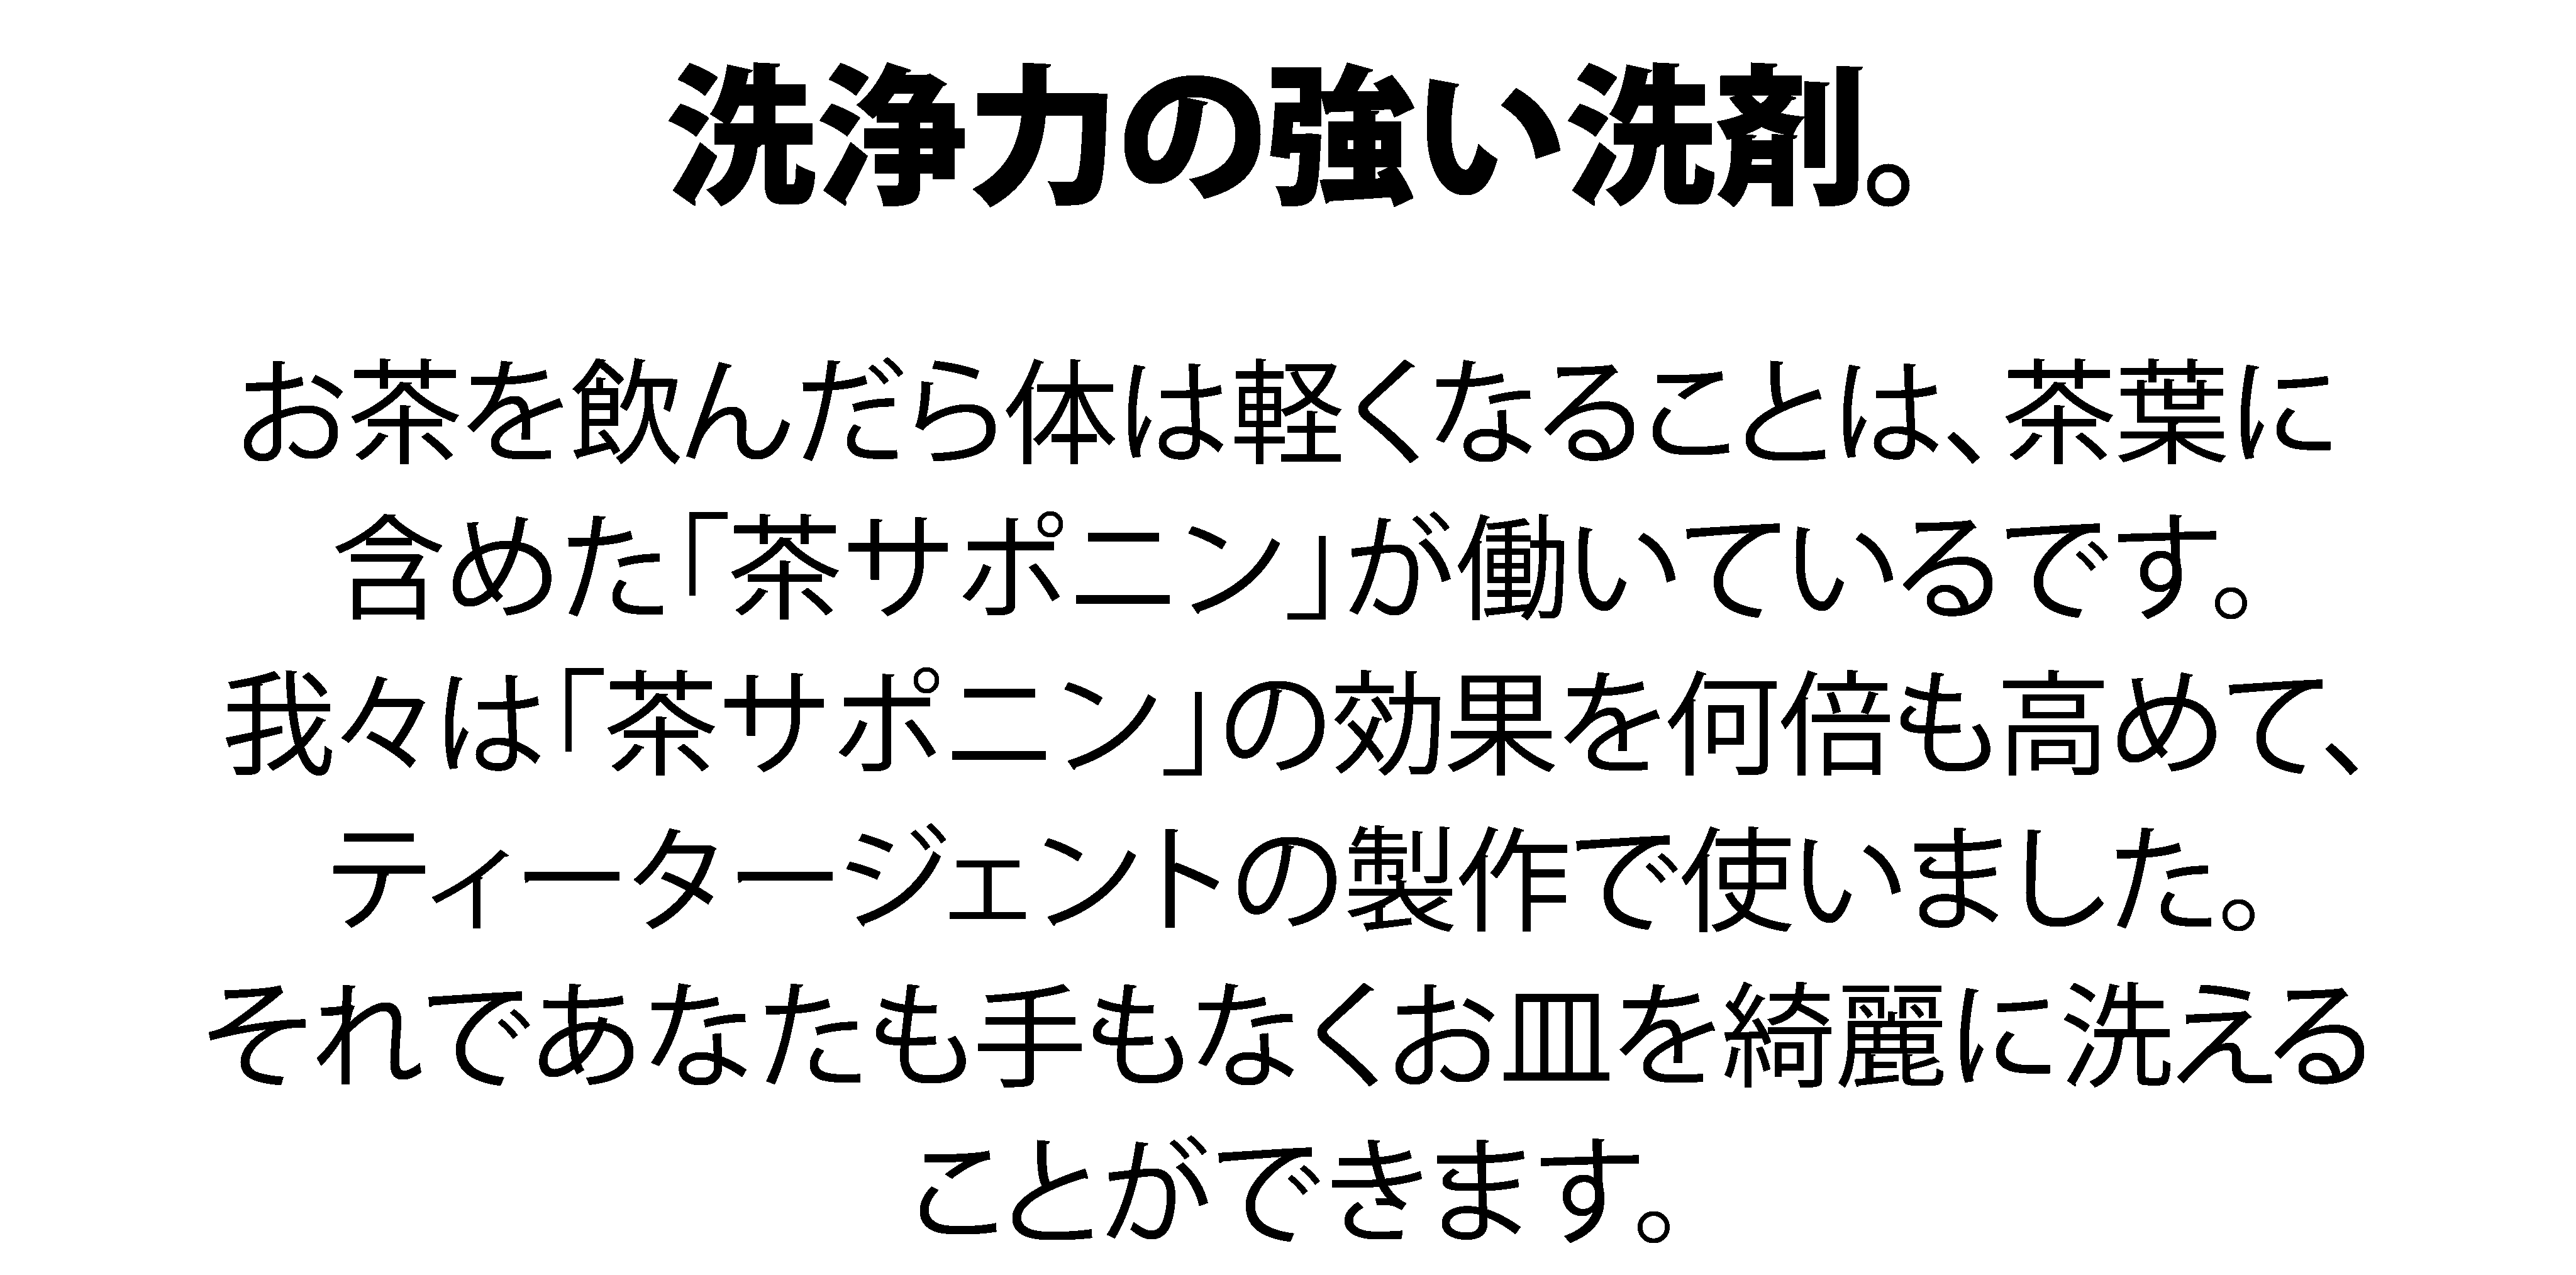 洗浄力の強い洗剤。
お茶を飲んだら体は軽くなることは、茶葉に
含めた「茶サポニン」が働いているです。
我々は「茶サポニン」の効果を何倍も高めて、
ティータージェントの製作で使いました。
それであなたも手もなくお皿を綺麗に洗える
ことができます。